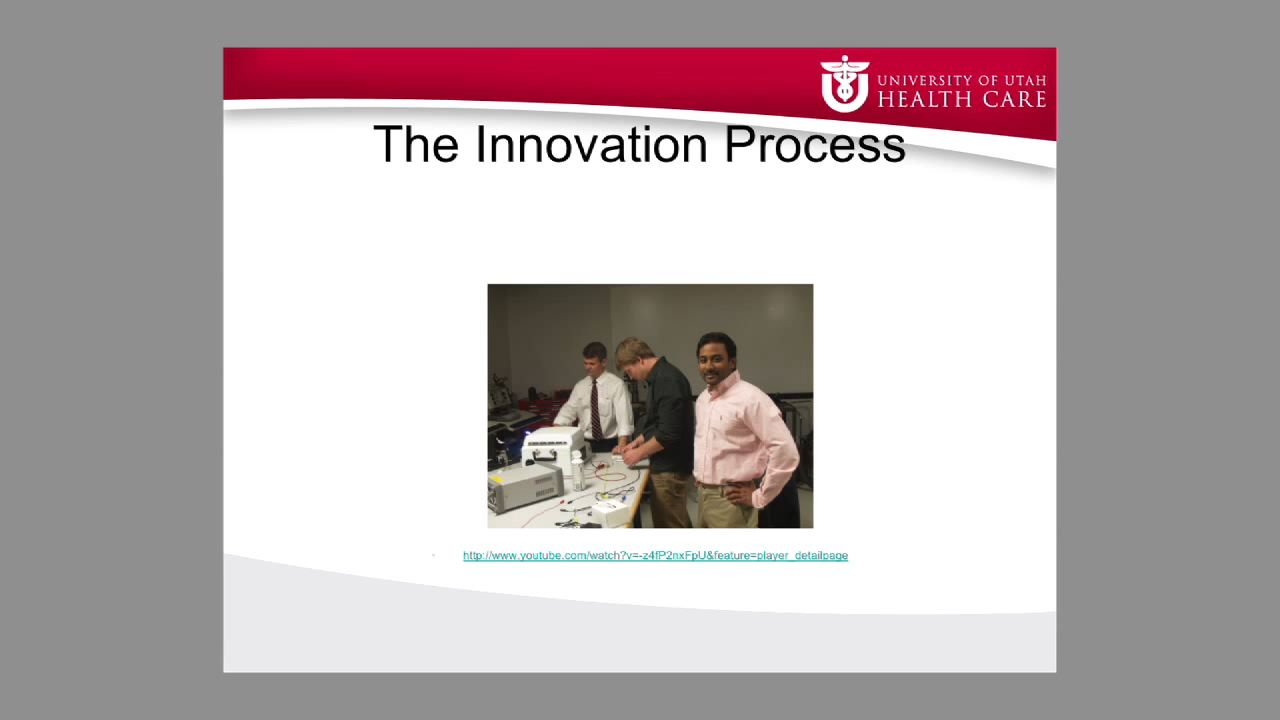 UNIVERSITY OF UTAH
HEALTH CARE
The Innovation Process
http://www.youtube.com/watch?v=-z4fP2nxFpU&feature=player_detailpage